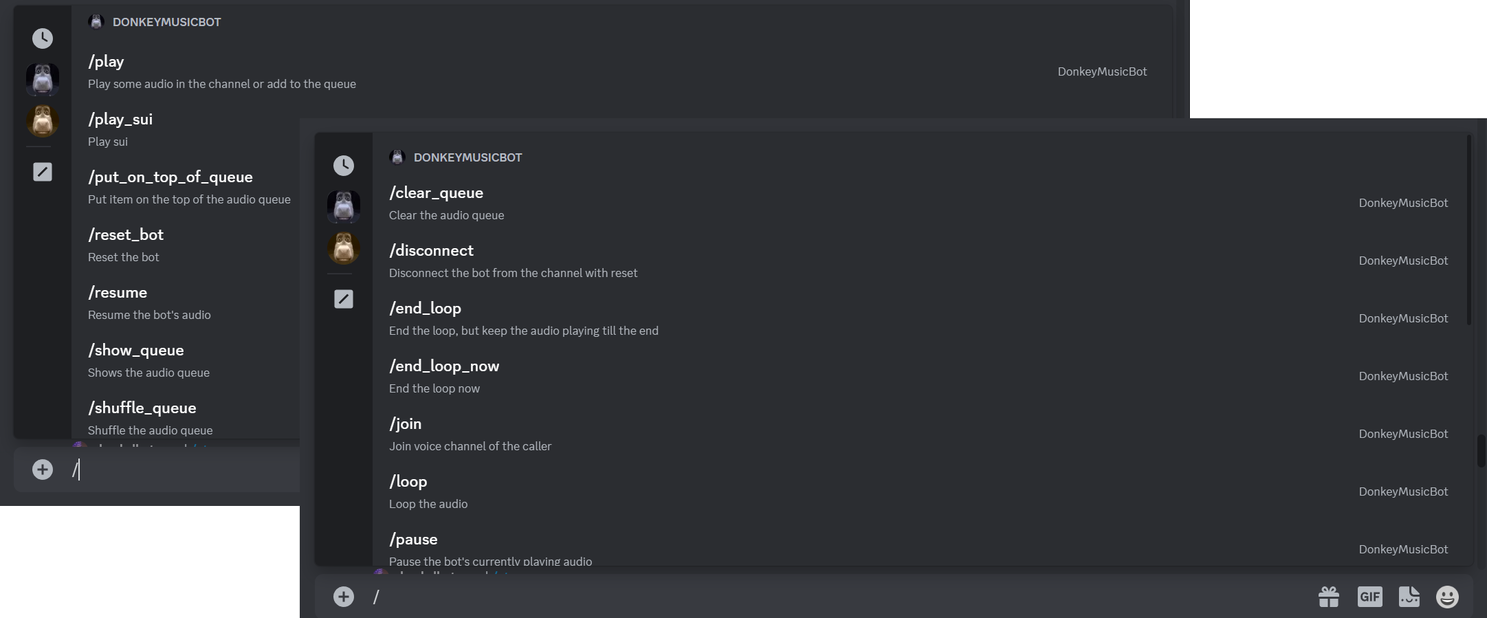 DONKEYMUSICBOT
/play
Play some audio in the channel or add to the queue
DonkeyMusicBot
/play_sui
Play sui
/put_on_top_of_queue
Put item on the top of the audio queue
/reset_bot
Reset the bot
/resume
Resume the bot's audio
/show_queue
Shows the audio queue
/shuffle_queue
Shuffle the audio queue
/
DONKEYMUSICBOT
/clear_queue
Clear the audio queue
DonkeyMusicBot
/disconnect
Disconnect the bot from the channel with reset
DonkeyMusicBot
/end_loop
End the loop, but keep the audio playing till the end
DonkeyMusicBot
/end_loop_now
End the loop now
DonkeyMusicBot
/join
Join voice channel of the caller
DonkeyMusicBot
/loop
Loop the audio
DonkeyMusicBot
/pause
Pause the bot's currently playing audio
DonkeyMusicBot
/
GIF